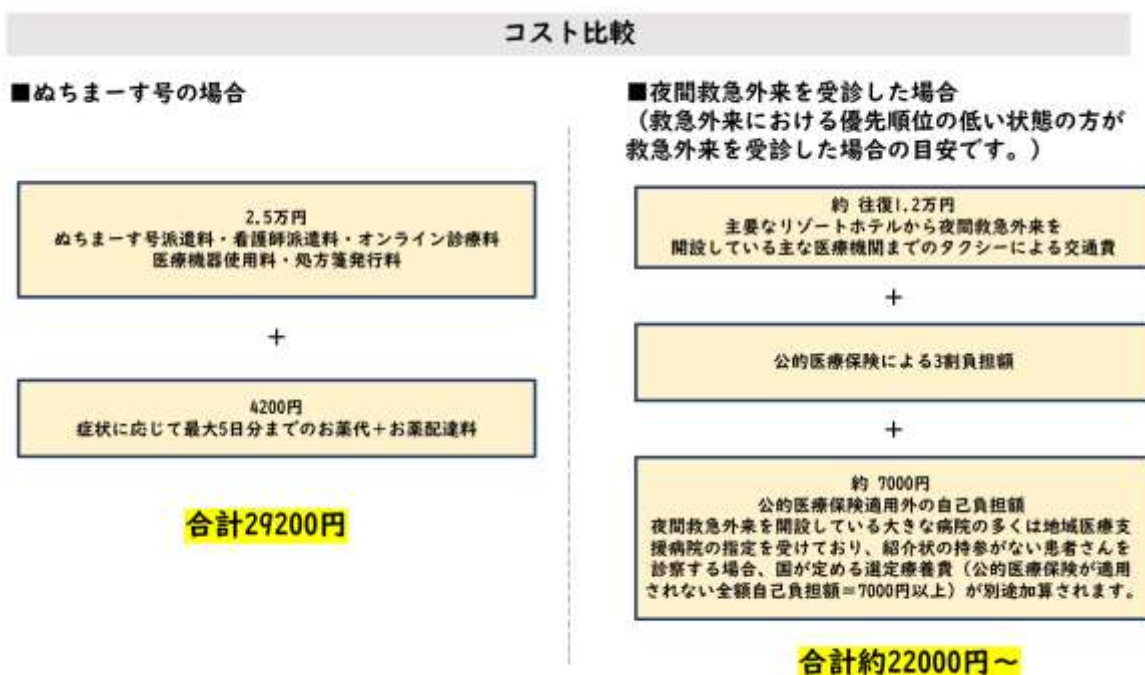 コスト比較
■ぬちまーす号の場合
2.5万円
ぬちまーす号派遣料・看護師派遣料・オンライン診療料
医療機器使用料・処方箋発行料
+
4200円
症状に応じて最大5日分までのお薬代+お薬配達料
合計29200円
■夜間救急外来を受診した場合
(救急外来における優先順位の低い状態の方が
救急外来を受診した場合の目安です。)
約 往復1.2万円
主要なリゾートホテルから夜間救急外来を
開設している主な医療機関までのタクシーによる交通費
+
公的医療保険による3割負担額
+
約 7000円
公的医療保険適用外の自己負担額
夜間救急外来を開設している大きな病院の多くは地域医療支
援病院の指定を受けており、紹介状の持参がない患者さんを
診察する場合、国が定める選定療養費(公的医療保険が適用
されない全額自己負担額=7000円以上)が別途加算されます。
合計約22000円~